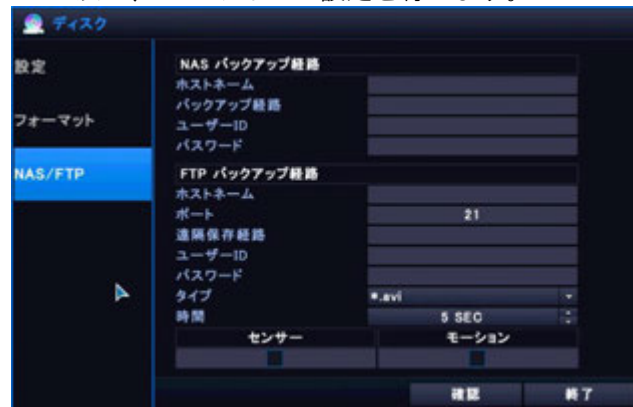 ディスク
設定
フォーマット
NAS/FTP
NAS バックアップ経路
ホストネーム
バックアップ経路
ユーザーID
パスワード
FTP バックアップ経路
ホストネーム
ポート 21
遠隔保存経路
ユーザーID
パスワード
タイプ *.avi
時間 5 SEC
センサー モーション
確認 終了